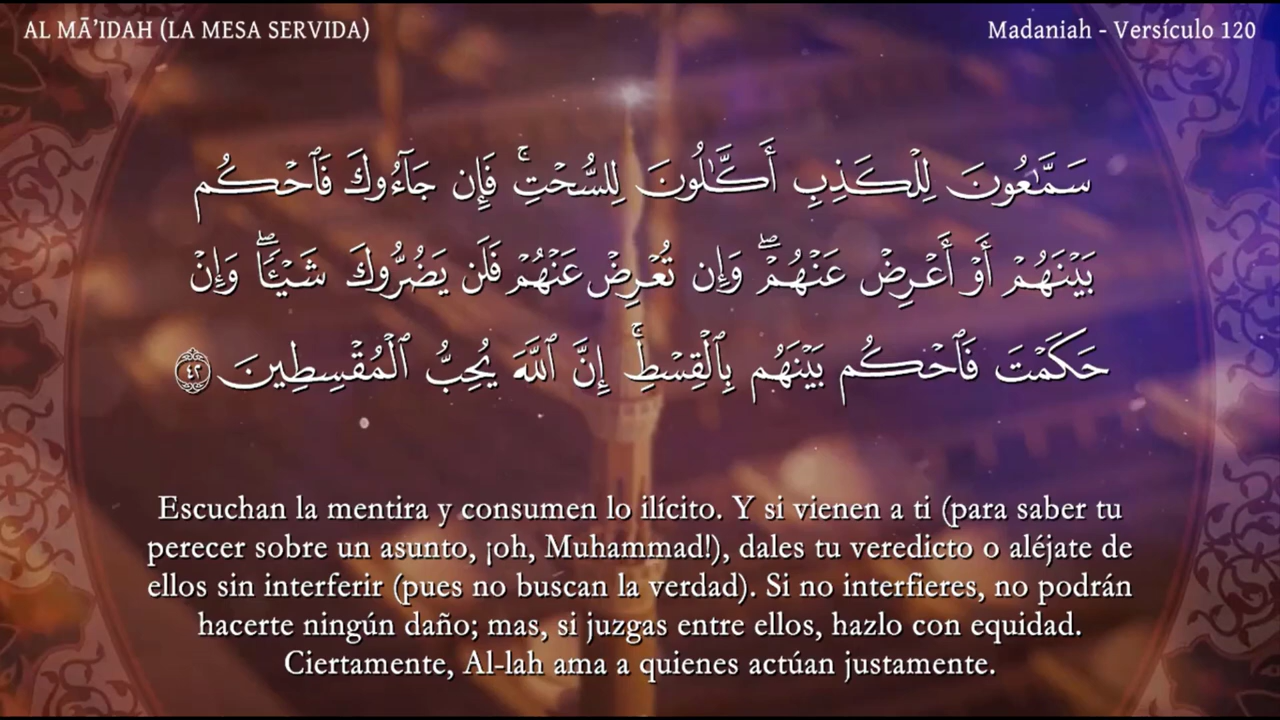 AL MĀ’IDAH (LA MESA SERVIDA)
Madaniah - Versículo 120
سَمَّٰعُونَ لِلْكَذِبِ أَكَّٰلُونَ لِلسُّحْتِ ۚ فَإِن جَآءُوكَ فَٱحْكُم
بَيْنَهُمْ أَوْ أَعْرِضْ عَنْهُمْ ۖ وَإِن تُعْرِضْ عَنْهُمْ فَلَن يَضُرُّوكَ شَيْـًٔا ۖ وَإِنْ
حَكَمْتَ فَٱحْكُم بَيْنَهُم بِٱلْقِسْطِ ۚ إِنَّ ٱللَّهَ يُحِبُّ ٱلْمُقْسِطِينَ ٤٢
Escuchan la mentira y consumen lo ilícito. Y si vienen a ti (para saber tu
perecer sobre un asunto, ¡oh, Muhammad!), dales tu veredicto o aléjate de
ellos sin interferir (pues no buscan la verdad). Si no interfieres, no podrán
hacerte ningún daño; mas, si juzgas entre ellos, hazlo con equidad.
Ciertamente, Al-lah ama a quienes actúan justamente.